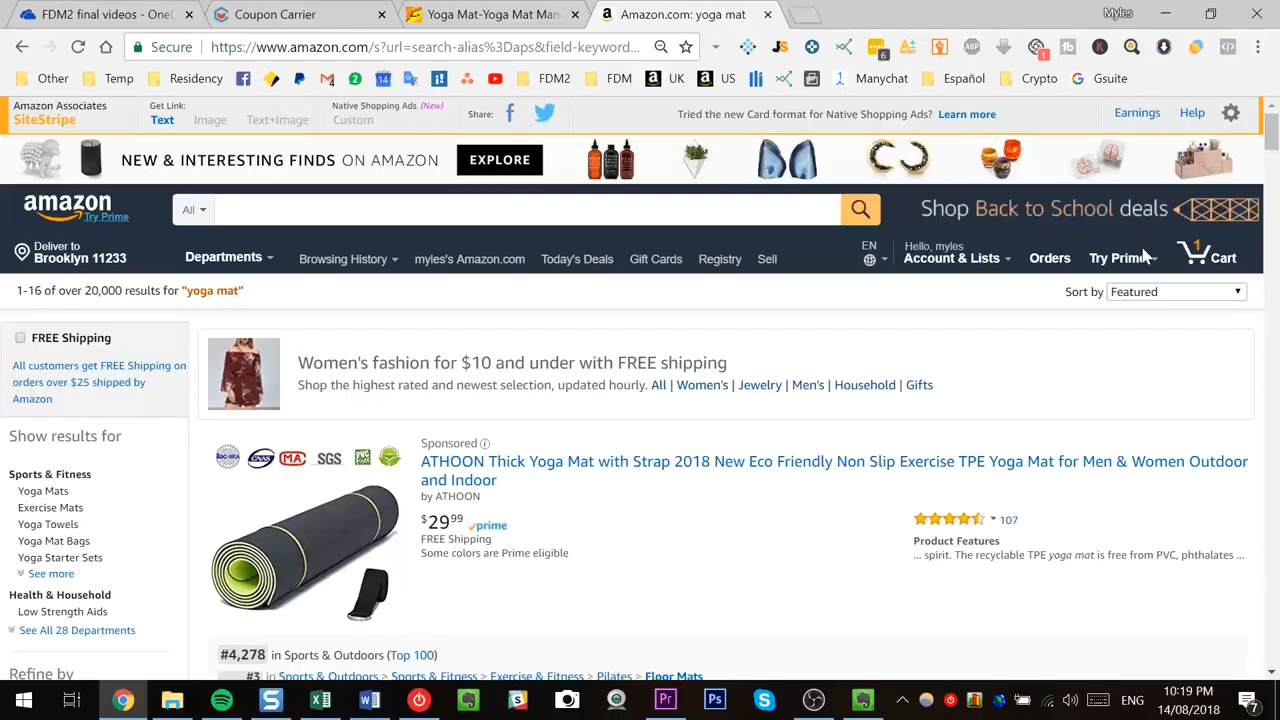 FDM2 final videos - OneD
Coupon Carrier
Yoga Mat-Yoga Mat Man
Amazon.com: yoga mat
Myles
Secure
https://www.amazon.com/s?url=search-alias%3Daps&field-keyword...
Other
Temp
Residency
UK
US
FDM2
FDM
Manychat
Español
Crypto
Gsuite
Amazon Associates
SiteStripe
Get Link:
Text
Image
Text+Image
Native Shopping Ads (New)
Custom
Share:
Tried the new Card format for Native Shopping Ads? Learn more
Earnings
Help
NEW & INTERESTING FINDS ON AMAZON
EXPLORE
amazon
Try Prime
All
Shop Back to School deals
Deliver to
Brooklyn 11233
Departments
Browsing History
myles's Amazon.com
Today's Deals
Gift Cards
Registry
Sell
EN
Hello, myles
Account & Lists
Orders
Try Prime
1
Cart
1-16 of over 20,000 results for "yoga mat"
Sort by
Featured
FREE Shipping
All customers get FREE Shipping on
orders over $25 shipped by
Amazon
Women's fashion for $10 and under with FREE shipping
Shop the highest rated and newest selection, updated hourly. All | Women's | Jewelry | Men's | Household | Gifts
Show results for
Sports & Fitness
Yoga Mats
Exercise Mats
Yoga Towels
Yoga Mat Bags
Yoga Starter Sets
See more
Health & Household
Low Strength Aids
See All 28 Departments
Refine by
SGS
Sponsored
ATHOON Thick Yoga Mat with Strap 2018 New Eco Friendly Non Slip Exercise TPE Yoga Mat for Men & Women Outdoor
and Indoor
by ATHOON
$29 99 prime
FREE Shipping
Some colors are Prime eligible
107
Product Features
... spirit. The recyclable TPE yoga mat is free from PVC, phthalates ...
#4,278 in Sports & Outdoors (Top 100)
#3 in Sports & Outdoors > Sports & Fitness > Exercise & Fitness > Pilates > Floor Mats
ENG
10:19 PM
14/08/2018
7